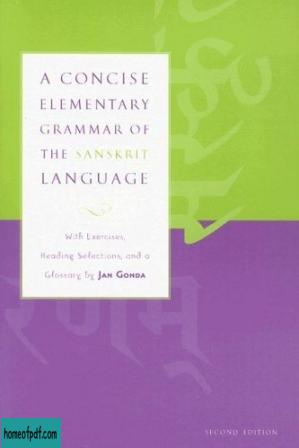 A CONCISE
ELEMENTARY
GRAMMAR OF
THE SANSKRIT
LANGUAGE
With Exercises,
Reading Selections, and a
Glossary by JAN GONDA
SECOND EDITION
homeofpdf.com